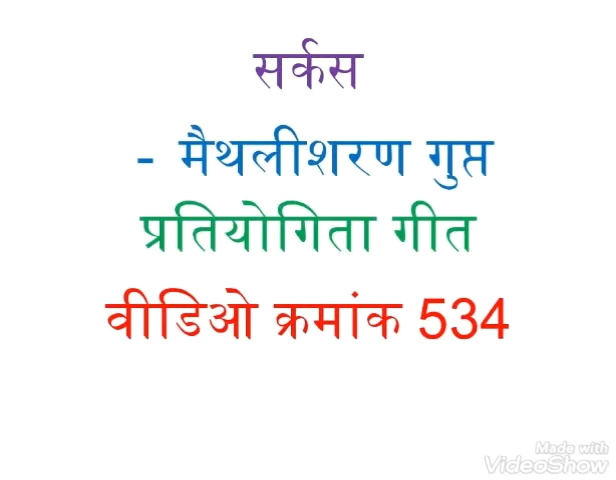 सर्कस
- मैथलीशरण गुप्त
प्रतियोगिता गीत
वीडिओ क्रमांक 534
Made with
VideoShow